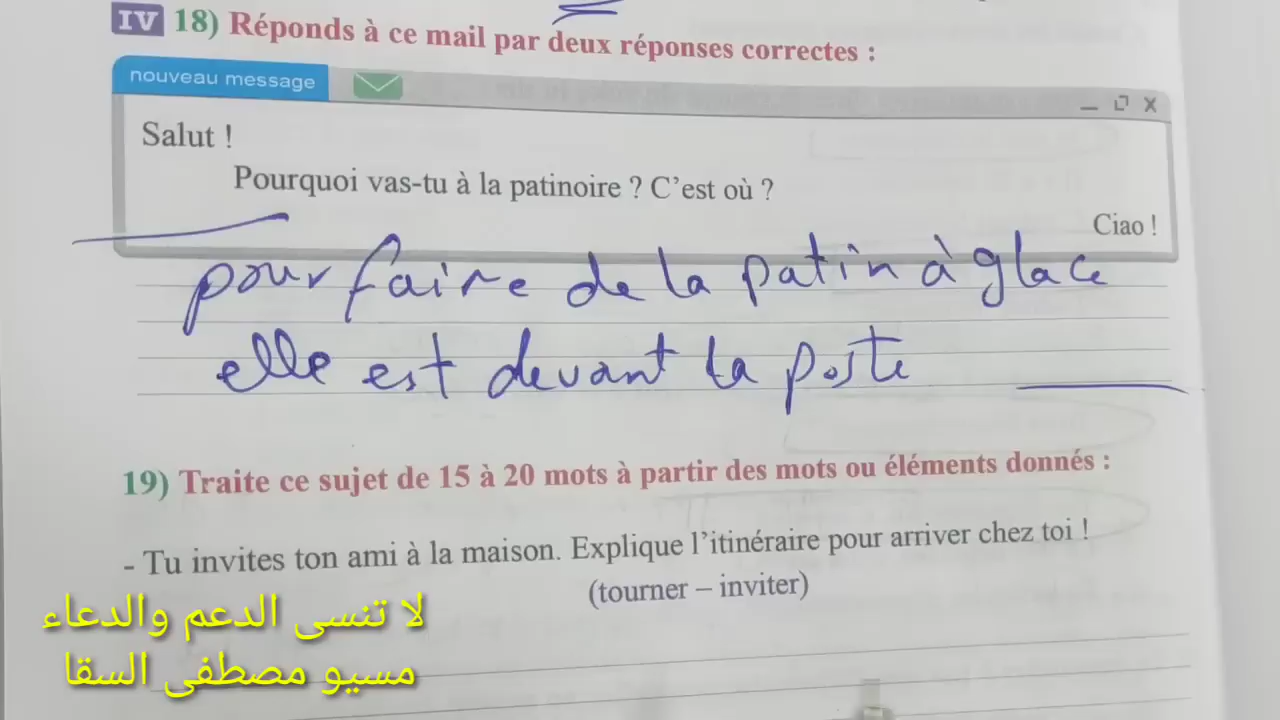 IV 18) Réponds à ce mail par deux réponses correctes :
nouveau message
Salut !
Pourquoi vas-tu à la patinoire ? C'est où ?
Ciao !
pour faire de la patin à glace
elle est devant la poste
19) Traite ce sujet de 15 à 20 mots à partir des mots ou éléments donnés :
- Tu invites ton ami à la maison. Explique l'itinéraire pour arriver chez toi !
(tourner – inviter)
لا تنسى الدعم والدعاء
مسيو مصطفى السقا